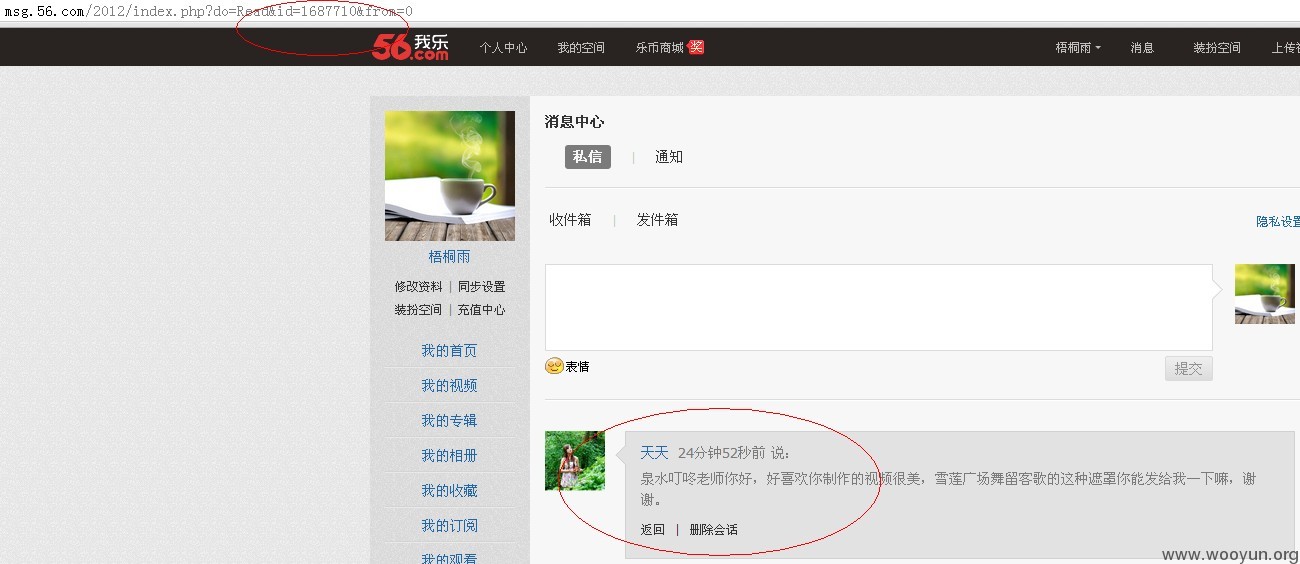 msg.56.com/2012/index.php?do=Read&id=1687710&from=0
56我乐.com 个人中心 我的空间 乐币商城 奖 梧桐雨 消息 装扮空间 上传
消息中心
私信 | 通知
收件箱 | 发件箱
隐私设置
梧桐雨
修改资料 | 同步设置
装扮空间 | 充值中心
我的首页
我的视频
我的专辑
我的相册
我的收藏
我的订阅
我的观看
表情
提交
天天 24分钟52秒前 说：
泉水叮咚老师你好，好喜欢你制作的视频很美，雪莲广场舞留客歌的这种遮罩你能发给我一下嘛，谢
谢。
返回 | 删除会话
www.wooyun.org